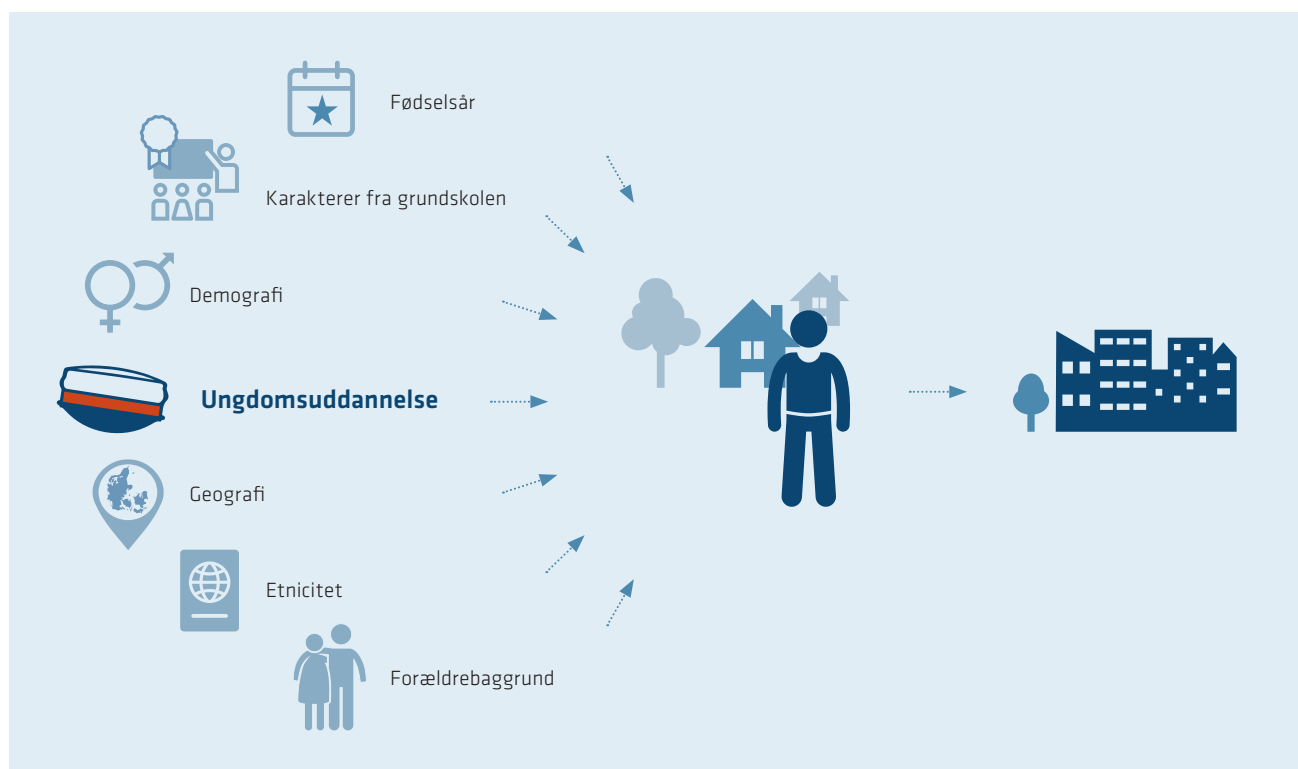 Fødselsår
Karakterer fra grundskolen
Demografi
Ungdomsuddannelse
Geografi
Etnicitet
Forældrebaggrund